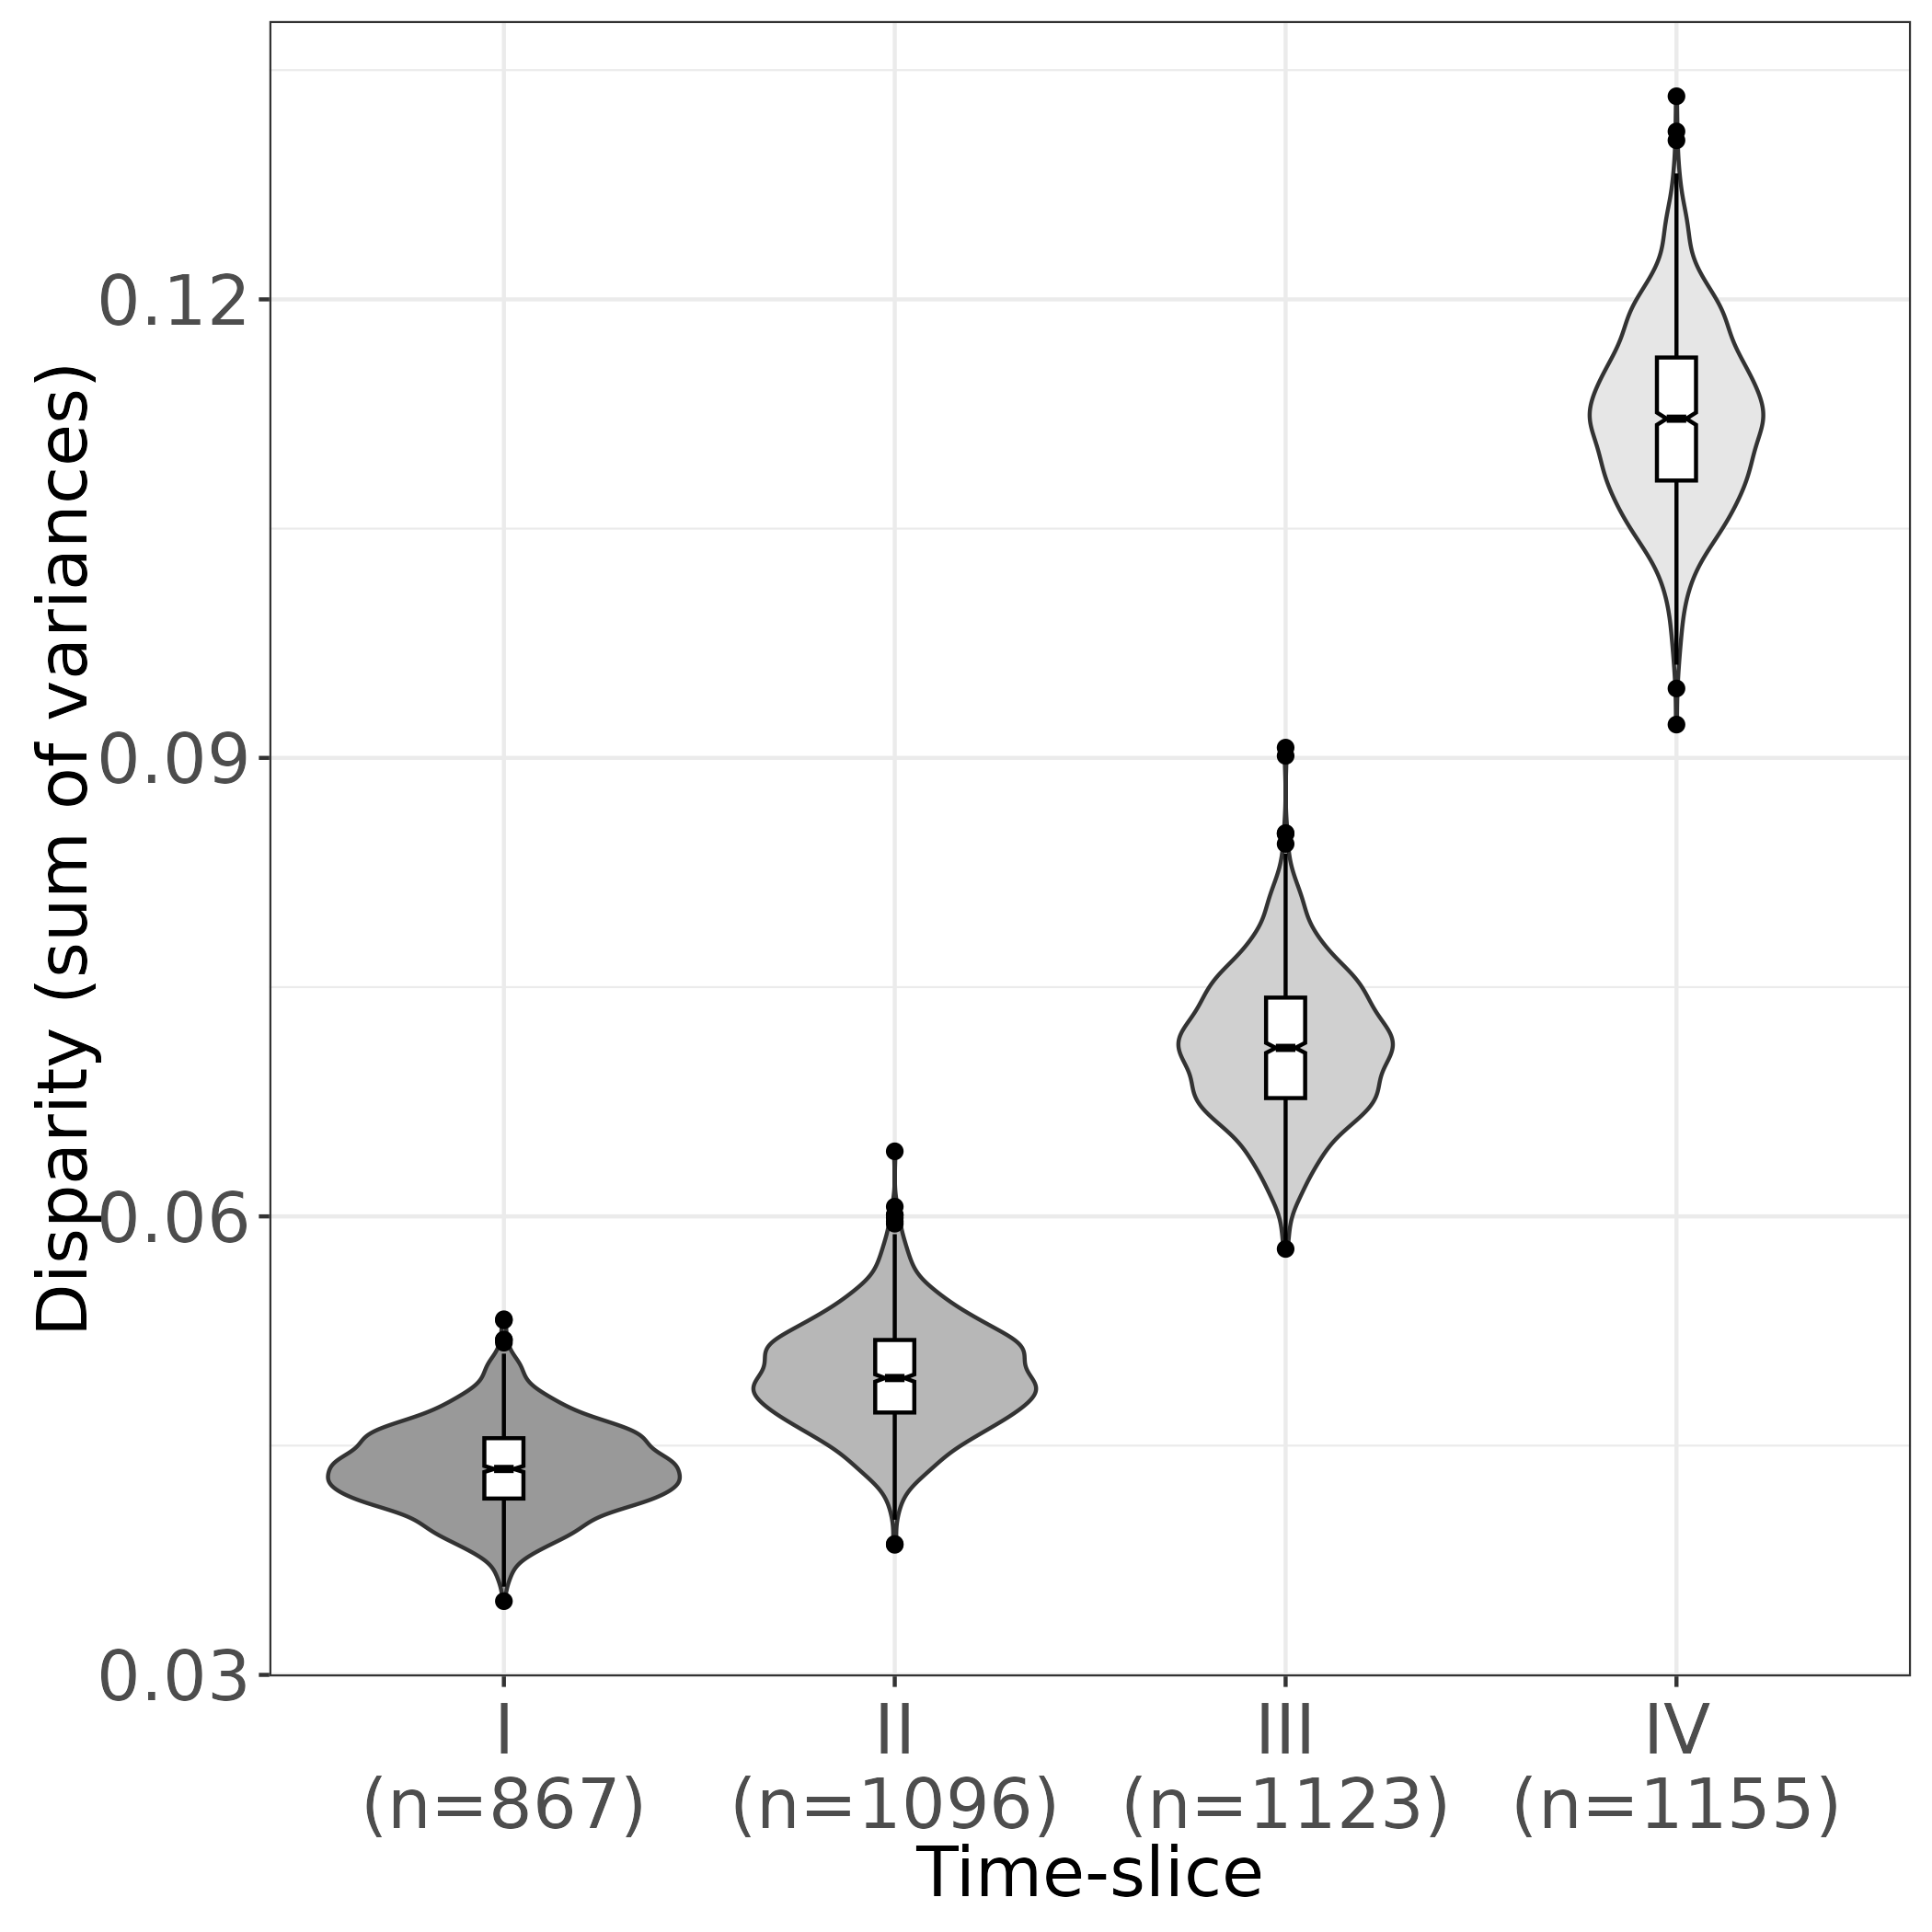 Disparity (sum of variances)
0.12
0.09
0.06
0.03
I
(n=867)
II
(n=1096)
III
(n=1123)
IV
(n=1155)
Time-slice